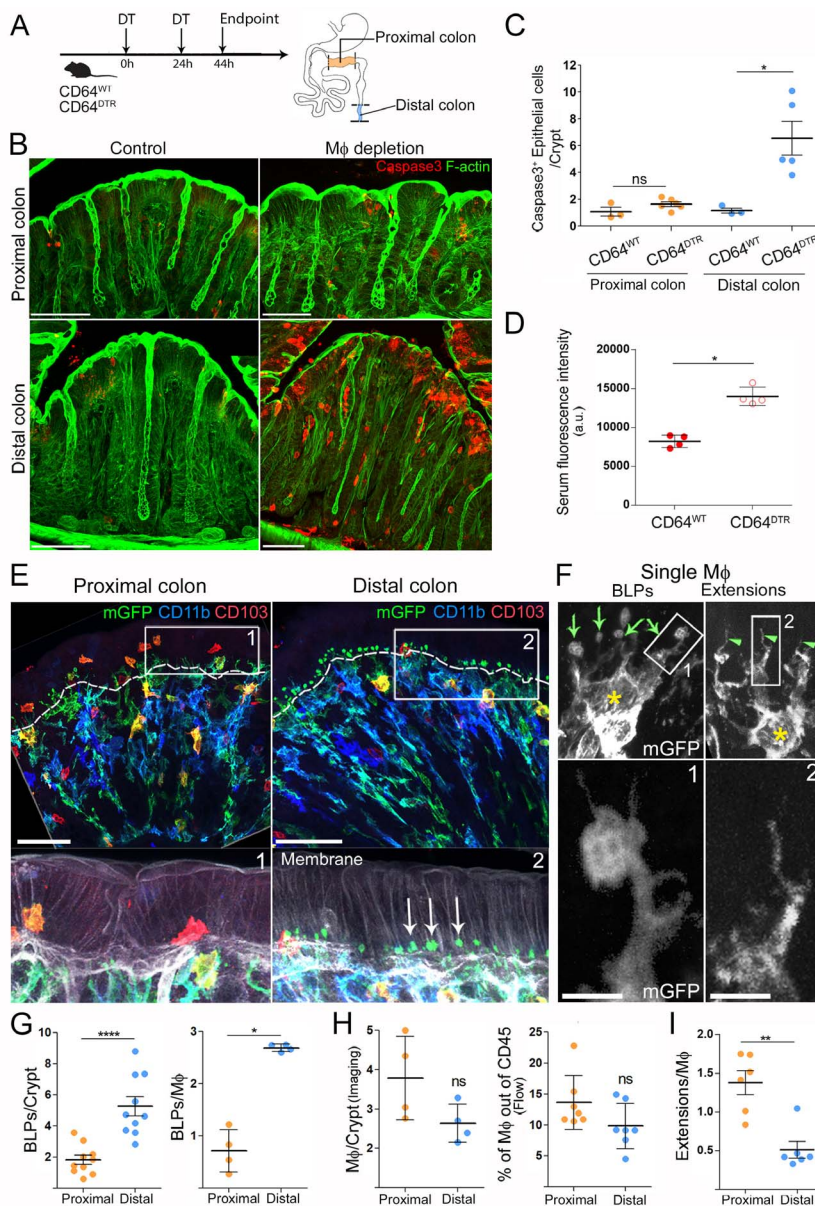 A
DT DT Endpoint
0h 24h 44h
CD64WT
CD64DTR
Proximal colon
Distal colon
B
Control Mϕ depletion
Caspase3 F-actin
Proximal colon
Distal colon
C
Caspase3+ Epithelial cells
/Crypt
12
10
8
6
4
2
0
ns
*
CD64WT CD64DTR CD64WT CD64DTR
Proximal colon Distal colon
D
Serum fluorescence intensity
(a.u.)
20000
15000
10000
5000
0
*
CD64WT CD64DTR
E
Proximal colon Distal colon
mGFP CD11b CD103 mGFP CD11b CD103
1 2
1 Membrane 2
F
Single Mϕ
BLPs Extensions
2
1
* *
mGFP
1 2
mGFP
G
BLPs/Crypt
10
8
6
4
2
0
****
Proximal Distal
BLPs/Mϕ
3
2
1
0
*
Proximal Distal
H
Mϕ/Crypt (Imaging)
5
4
3
2
1
ns
Proximal Distal
% of Mϕ out of CD45
(Flow)
25
20
15
10
5
0
ns
Proximal Distal
I
Extensions/Mϕ
2.0
1.5
1.0
0.5
**
Proximal Distal